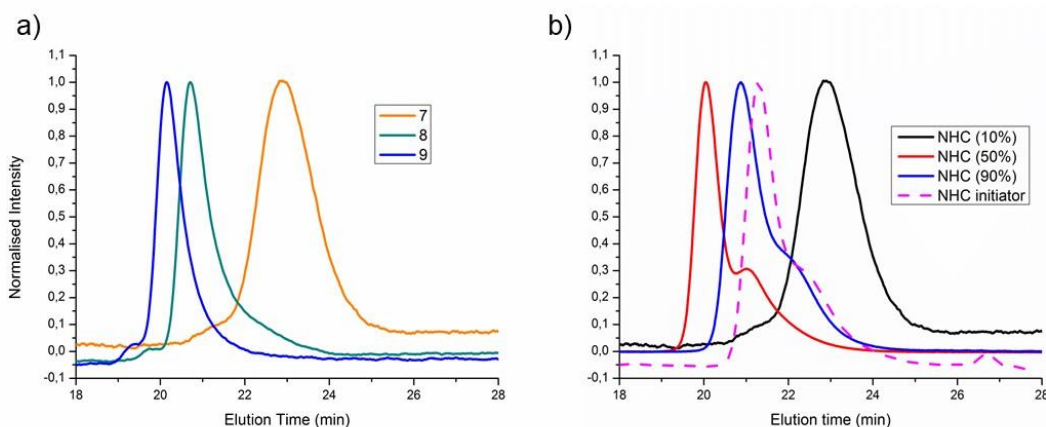 a)
1,1
1,0
0,9
0,8
0,7
0,6
0,5
0,4
0,3
0,2
0,1
0,0
-0,1
18 20 22 24 26 28
Normalised Intensity
Elution Time (min)
7
8
9
b)
1,1
1,0
0,9
0,8
0,7
0,6
0,5
0,4
0,3
0,2
0,1
0,0
-0,1
18 20 22 24 26 28
Elution time (min)
NHC (10%)
NHC (50%)
NHC (90%)
NHC initiator